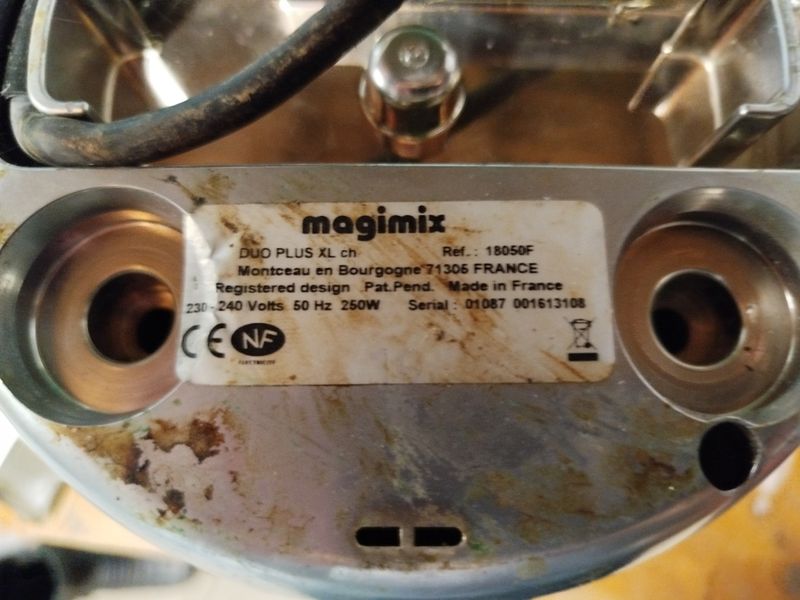 magimix
DUO PLUS XL ch Ref. : 18050F
Montceau en Bourgogne 71305 FRANCE
Registered design Pat.Pend. Made in France
230 - 240 Volts 50 Hz 250W Serial : 01087 001613108
CE NF